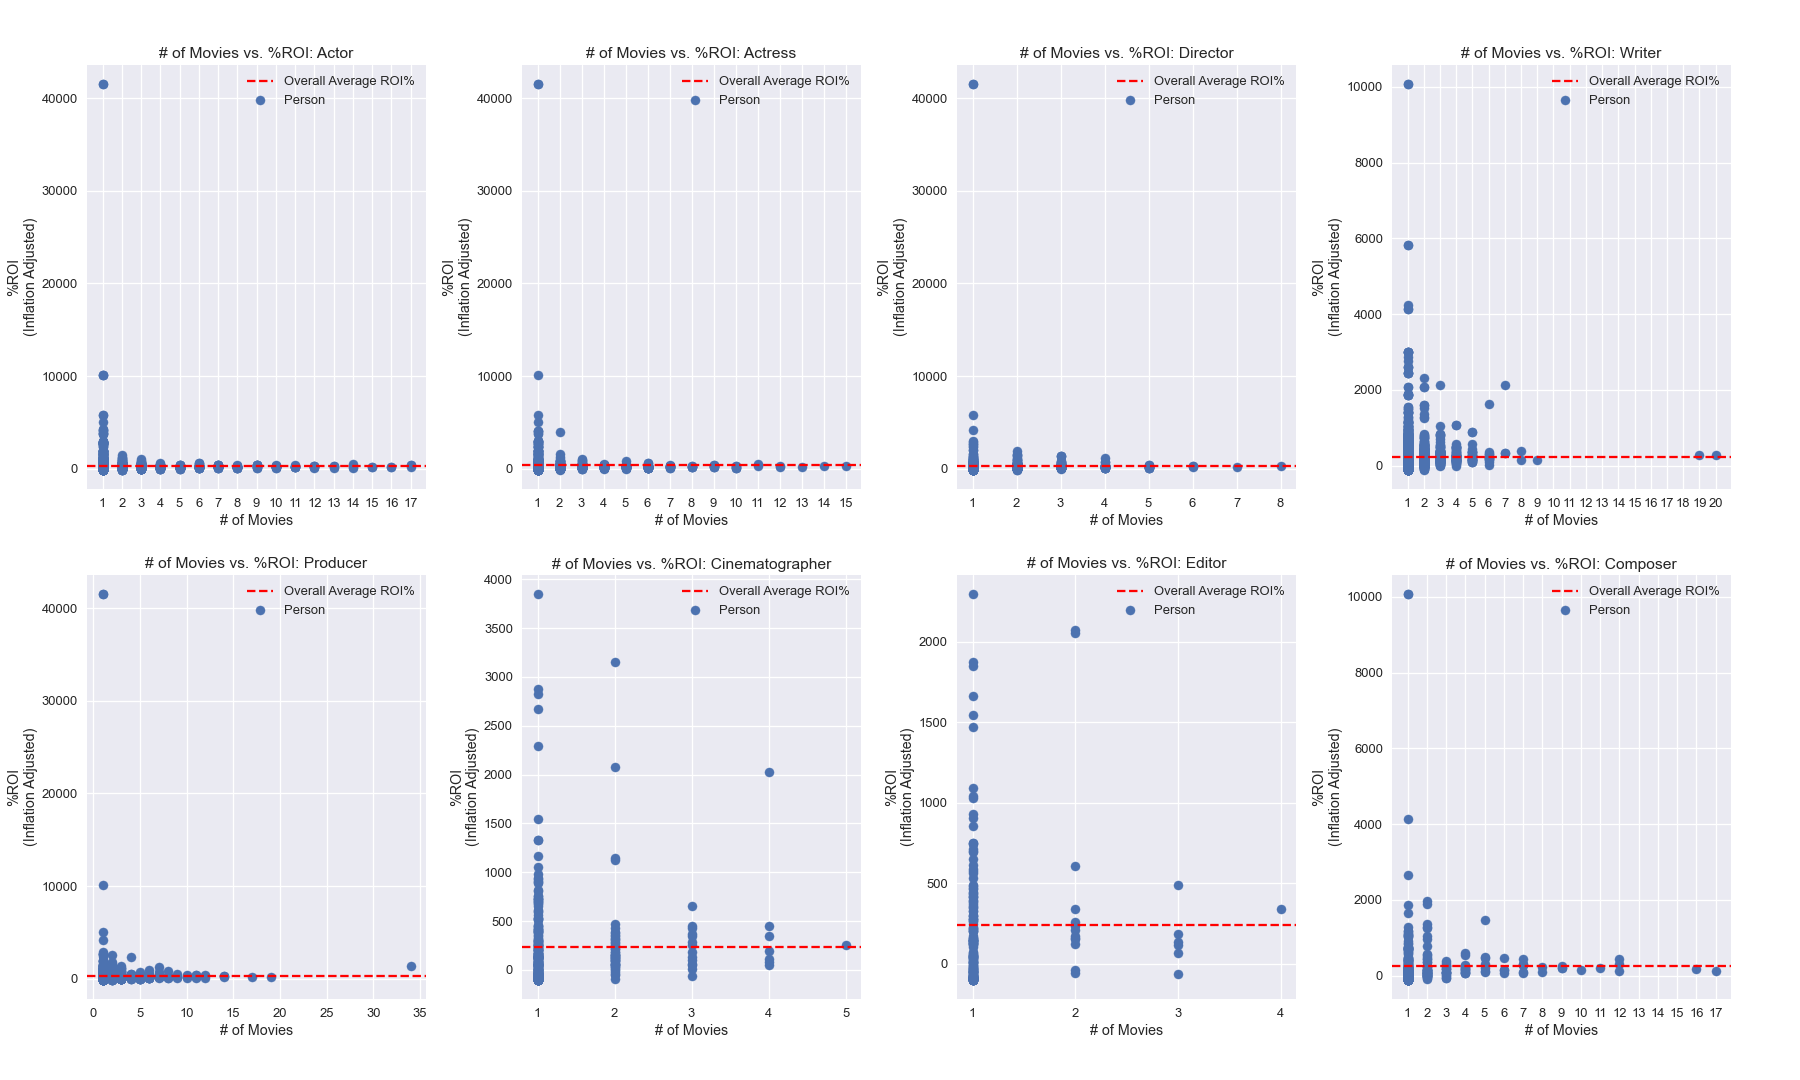 # of Movies vs. %ROI: Actor
Overall Average ROI%
Person
40000
30000
20000
10000
0
%ROI
(Inflation Adjusted)
1 2 3 4 5 6 7 8 9 10 11 12 13 14 15 16 17
# of Movies
# of Movies vs. %ROI: Actress
Overall Average ROI%
Person
40000
30000
20000
10000
0
%ROI
(Inflation Adjusted)
1 2 3 4 5 6 7 8 9 10 11 12 13 14 15
# of Movies
# of Movies vs. %ROI: Director
Overall Average ROI%
Person
40000
30000
20000
10000
0
%ROI
(Inflation Adjusted)
1 2 3 4 5 6 7 8
# of Movies
# of Movies vs. %ROI: Writer
Overall Average ROI%
Person
10000
8000
6000
4000
2000
0
%ROI
(Inflation Adjusted)
1 2 3 4 5 6 7 8 9 10 11 12 13 14 15 16 17 18 19 20
# of Movies
# of Movies vs. %ROI: Producer
Overall Average ROI%
Person
40000
30000
20000
10000
0
%ROI
(Inflation Adjusted)
0 5 10 15 20 25 30 35
# of Movies
# of Movies vs. %ROI: Cinematographer
Overall Average ROI%
Person
4000
3500
3000
2500
2000
1500
1000
500
0
%ROI
(Inflation Adjusted)
1 2 3 4 5
# of Movies
# of Movies vs. %ROI: Editor
Overall Average ROI%
Person
2000
1500
1000
500
0
%ROI
(Inflation Adjusted)
1 2 3 4
# of Movies
# of Movies vs. %ROI: Composer
Overall Average ROI%
Person
10000
8000
6000
4000
2000
0
%ROI
(Inflation Adjusted)
1 2 3 4 5 6 7 8 9 10 11 12 13 14 15 16 17
# of Movies